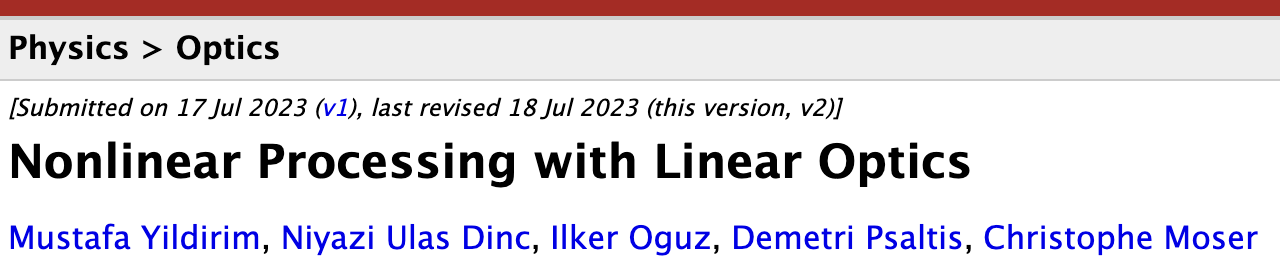 Physics > Optics
[Submitted on 17 Jul 2023 (v1), last revised 18 Jul 2023 (this version, v2)]
Nonlinear Processing with Linear Optics
Mustafa Yildirim, Niyazi Ulas Dinc, Ilker Oguz, Demetri Psaltis, Christophe Moser